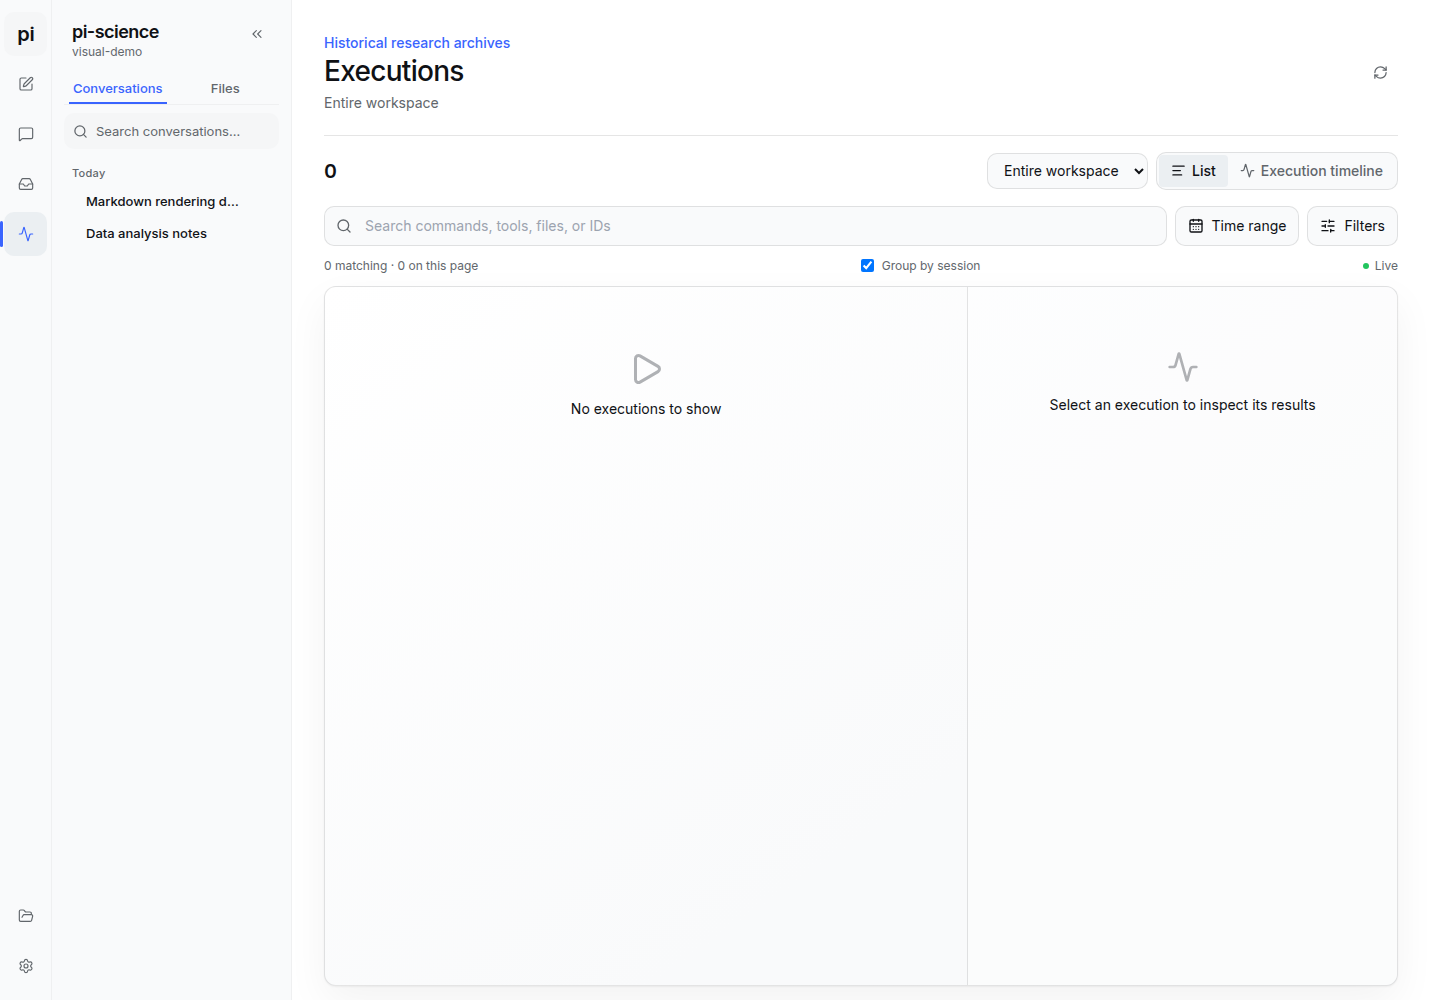 pi
pi-science
visual-demo
Conversations
Files
Search conversations...
Today
Markdown rendering d...
Data analysis notes
Historical research archives
Executions
Entire workspace
0
Entire workspace
List
Execution timeline
Search commands, tools, files, or IDs
Time range
Filters
0 matching · 0 on this page
Group by session
Live
No executions to show
Select an execution to inspect its results